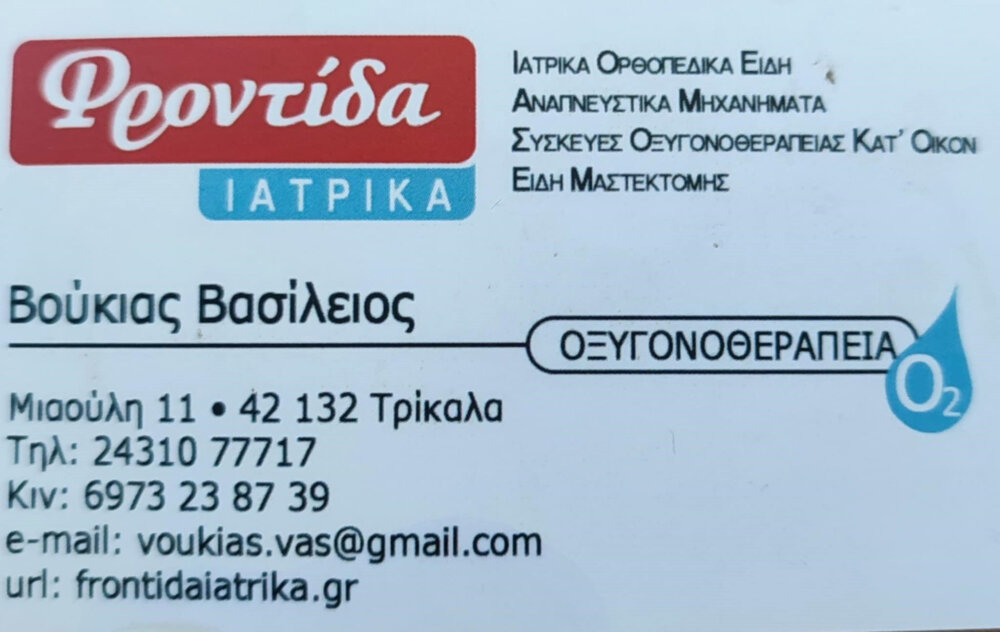 Φροντίδα
ΙΑΤΡΙΚΑ
ΙΑΤΡΙΚΑ ΟΡΘΟΠΕΔΙΚΑ ΕΙΔΗ
ΑΝΑΠΝΕΥΣΤΙΚΑ ΜΗΧΑΝΗΜΑΤΑ
ΣΥΣΚΕΥΕΣ ΟΞΥΓΟΝΟΘΕΡΑΠΕΙΑΣ ΚΑΤ' ΟΙΚΟΝ
ΕΙΔΗ ΜΑΣΤΕΚΤΟΜΗΣ
Βούκιας Βασίλειος
ΟΞΥΓΟΝΟΘΕΡΑΠΕΙΑ
O2
Μιαούλη 11 • 42 132 Τρίκαλα
Τηλ: 24310 77717
Κιν: 6973 23 87 39
e-mail: voukias.vas@gmail.com
url: frontidaiatrika.gr